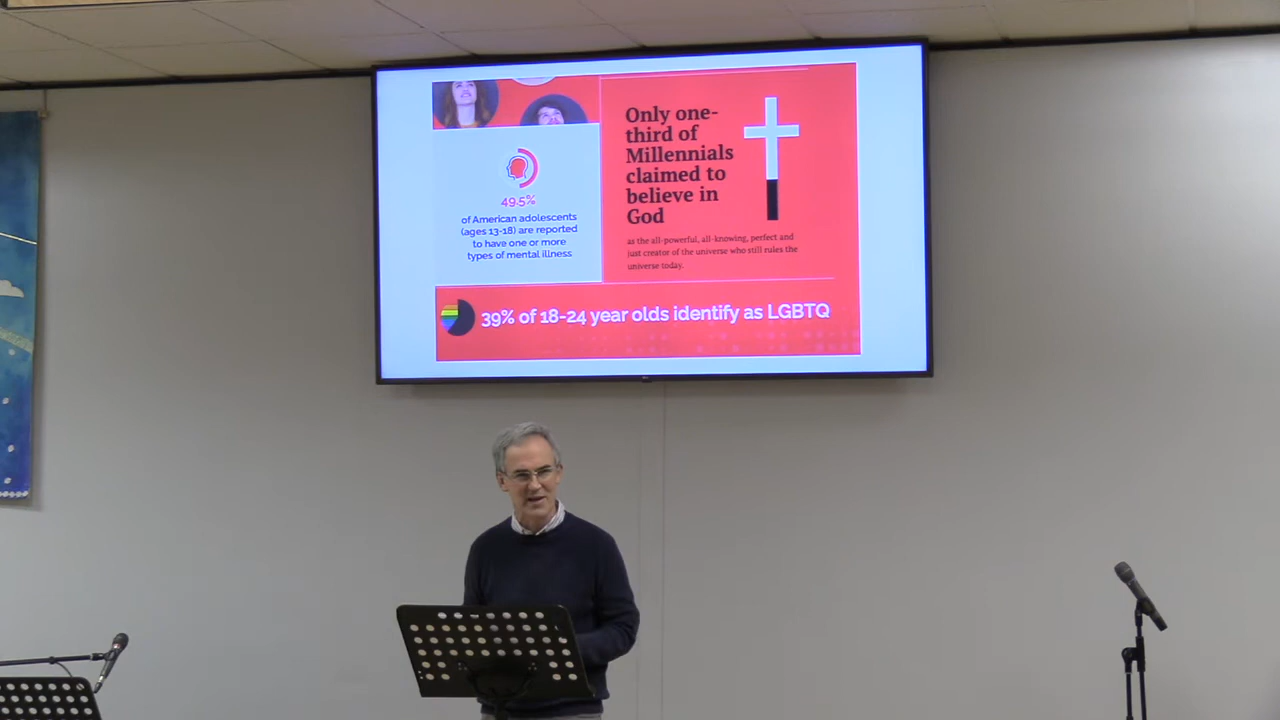 49.5%
of American adolescents
(ages 13-18) are reported
to have one or more
types of mental illness
Only one-
third of
Millennials
claimed to
believe in
God
as the all-powerful, all-knowing, perfect and
just creator of the universe who still rules the
universe today.
39% of 18-24 year olds identify as LGBTQ